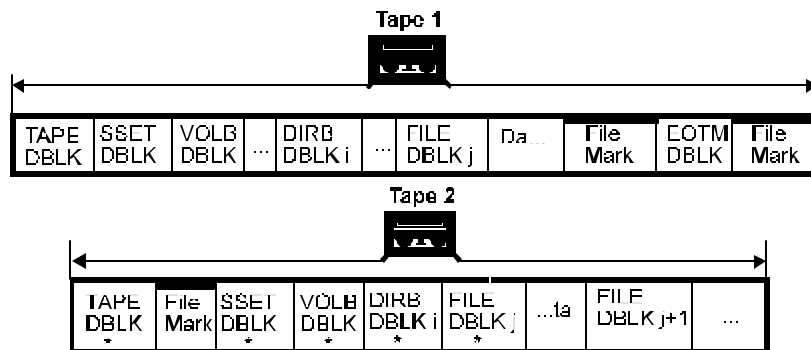 Tape 1
TAPE DBLK
SSET DBLK
VOLB DBLK
...
DIRB DBLK i
...
FILE DBLK j
Da...
File Mark
EOTM DBLK
File Mark
Tape 2
TAPE DBLK *
File Mark
SSET DBLK *
VOLB DBLK *
DIRB DBLK i *
FILE DBLK j *
...ta
FILE DBLK j+1
...